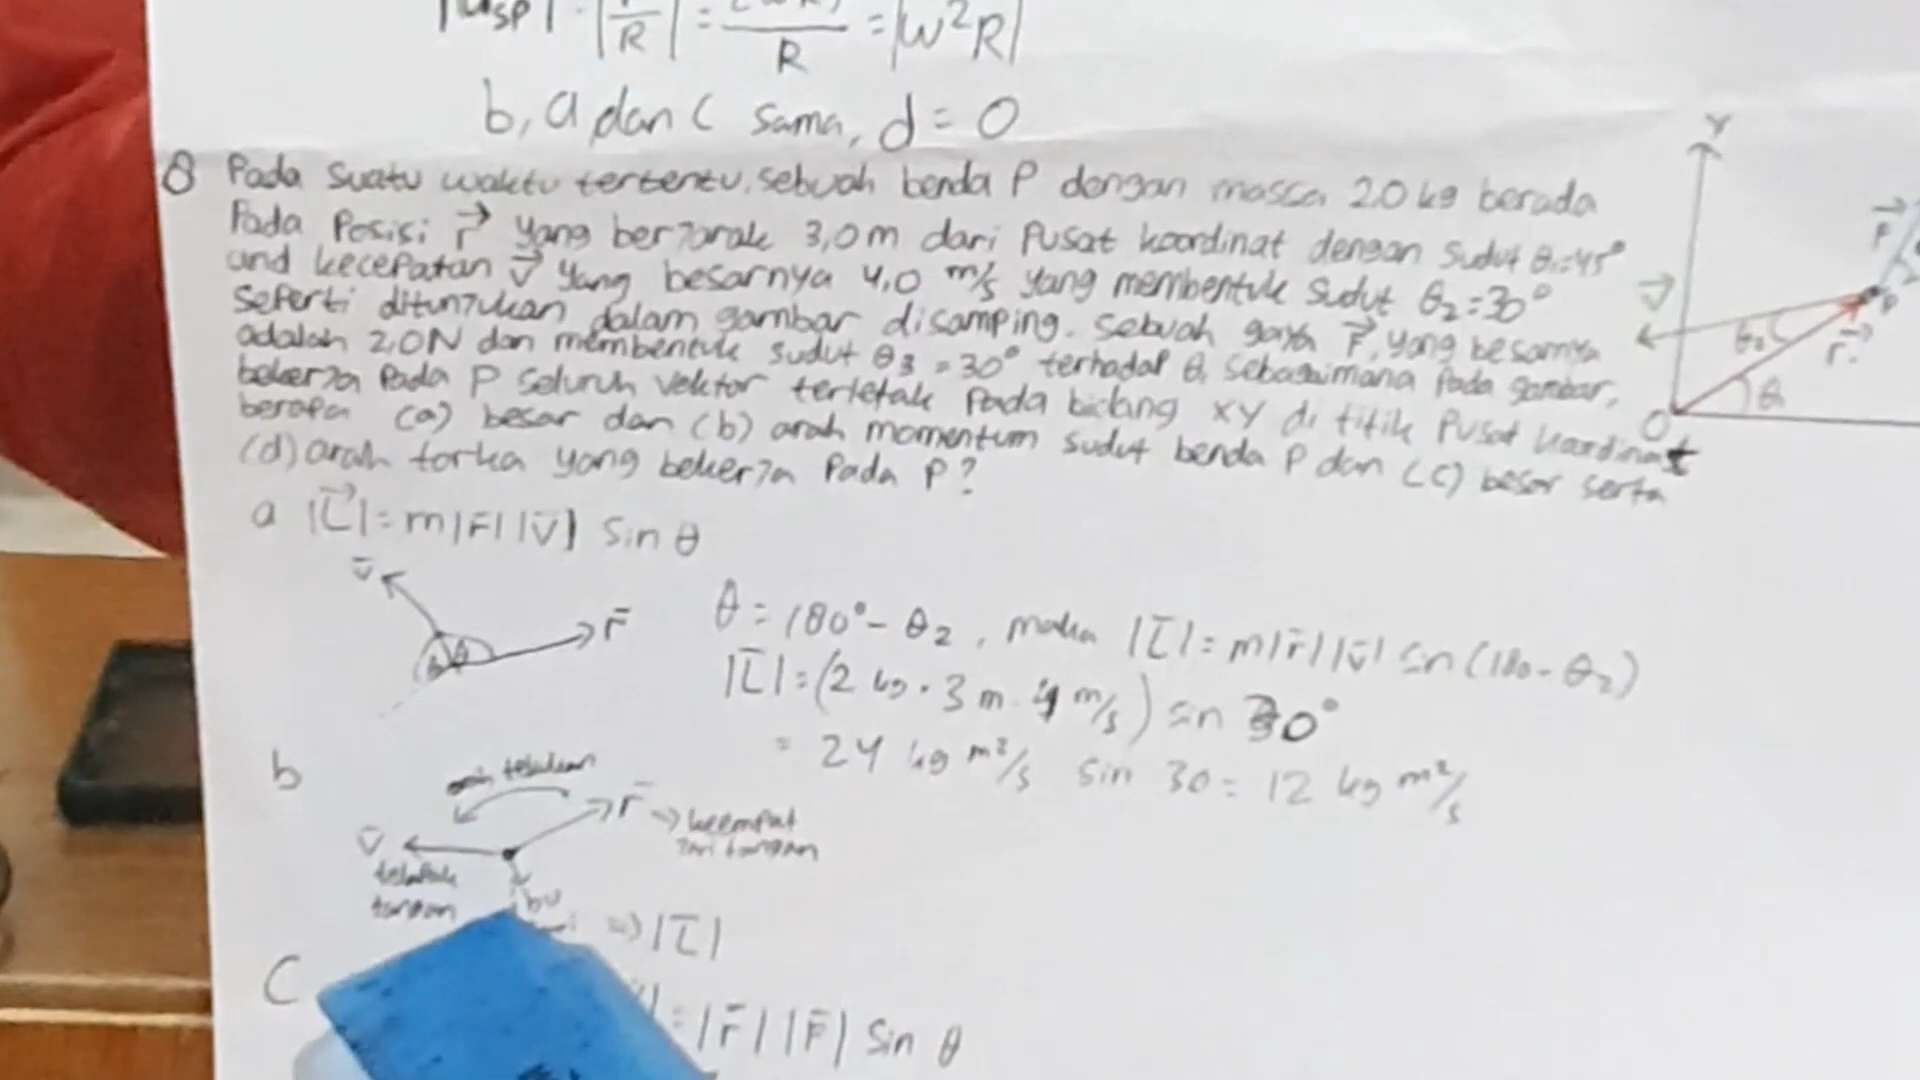 R = R = |ω²R|
b, a dan c sama, d = 0
8 Pada suatu waktu tertentu, sebuah benda P dengan massa 2.0 kg berada
Pada Posisi r⃗ yang berjarak 3,0 m dari pusat koordinat dengan sudut θ₁=45°
and kecepatan v⃗ yang besarnya 4,0 m/s yang membentuk sudut θ₂=30°
seperti ditunjukan dalam gambar disamping. sebuah gaya F⃗, yang besarnya
adalah 2,0N dan membentuk sudut θ3 = 30° terhadap θ, sebagaimana pada gambar,
bekerja Pada P seluruh vektor terletak pada bidang XY di titik Pusat koordinat
berapa (a) besar dan (b) arah momentum sudut benda P dan (c) besar serta
(d) arah torka yang bekerja Pada P?
Y
F⃗
v⃗
P
θ₂
r⃗
O
θ₁
a |L⃗| = m|r̄||v̄| sin θ
v̄
r̄
θ
θ = 180° - θ₂, maka |L̄| = m|r̄||v̄| sin (180 - θ₂)
|L̄| = (2 kg . 3 m . 4 m/s) sin 30°
= 24 kg m²/s sin 30 = 12 kg m²/s
b
r̄ → keempat
jari tangan
v̄
telapak
tangan
⇒ |L̄|
C
= |r̄||F̄| sin θ